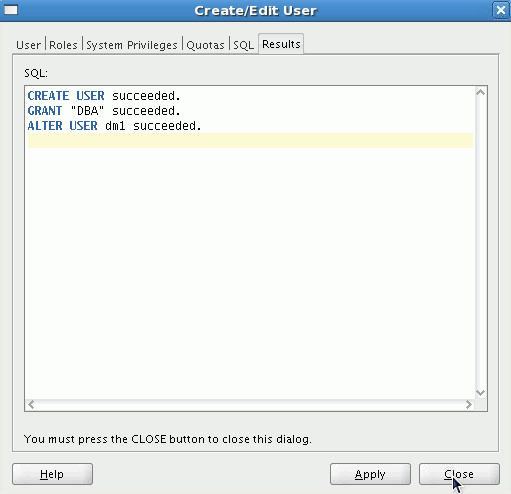 Create/Edit User
User Roles System Privileges Quotas SQL Results
SQL:
CREATE USER succeeded.
GRANT "DBA" succeeded.
ALTER USER dm1 succeeded.
You must press the CLOSE button to close this dialog.
Help Apply Close